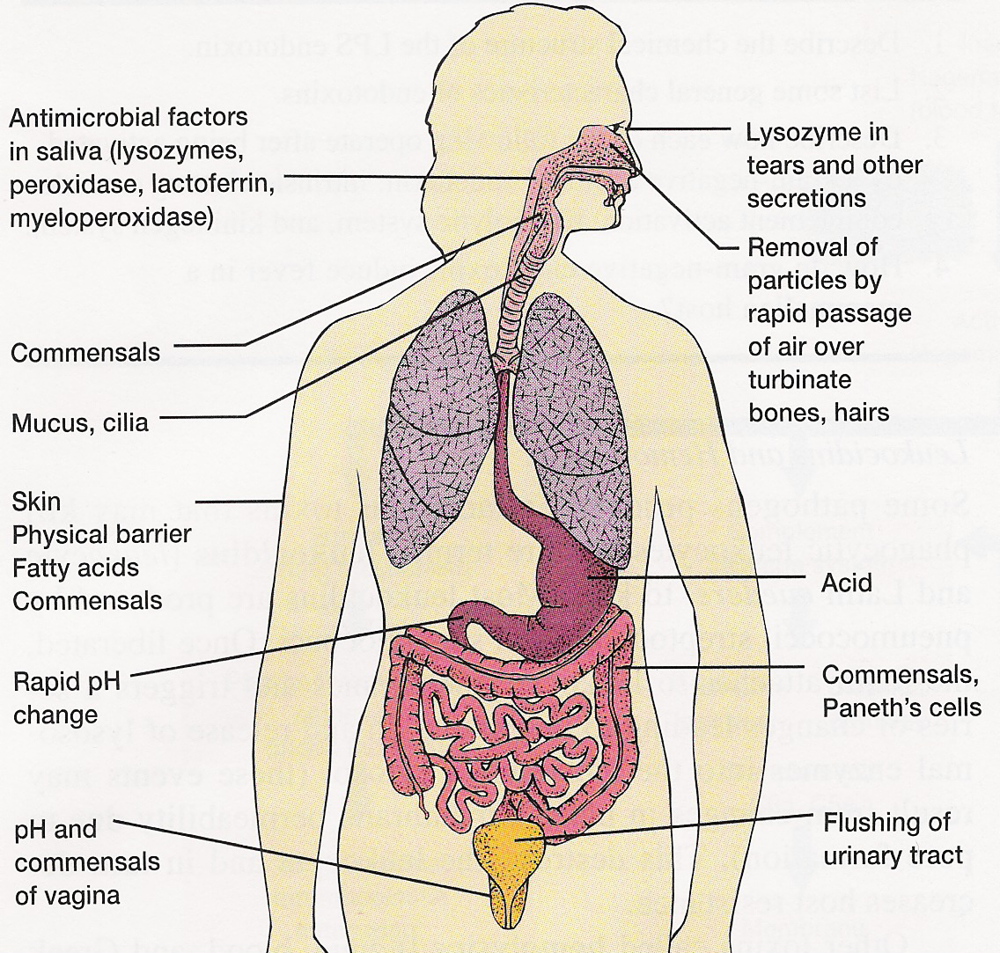 Antimicrobial factors
in saliva (lysozymes,
peroxidase, lactoferrin,
myeloperoxidase)
Commensals
Mucus, cilia
Skin
Physical barrier
Fatty acids
Commensals
Rapid pH
change
pH and
commensals
of vagina
Lysozyme in
tears and other
secretions
Removal of
particles by
rapid passage
of air over
turbinate
bones, hairs
Acid
Commensals,
Paneth's cells
Flushing of
urinary tract